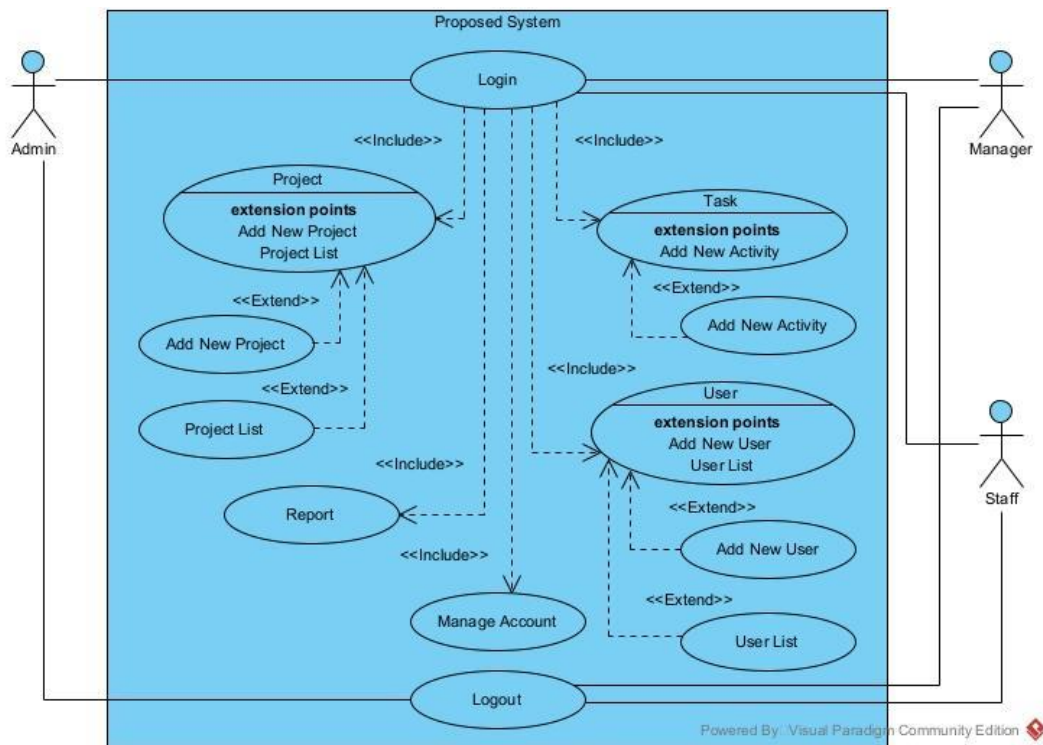 Proposed System
Login
Admin
Manager
<<Include>>
<<Include>>
Project
extension points
Add New Project
Project List
Task
extension points
Add New Activity
<<Extend>>
<<Extend>>
Add New Project
Add New Activity
<<Include>>
<<Extend>>
Project List
User
extension points
Add New User
User List
<<Include>>
Staff
Report
<<Extend>>
Add New User
<<Include>>
<<Extend>>
Manage Account
User List
Logout
Powered By: Visual Paradigm Community Edition